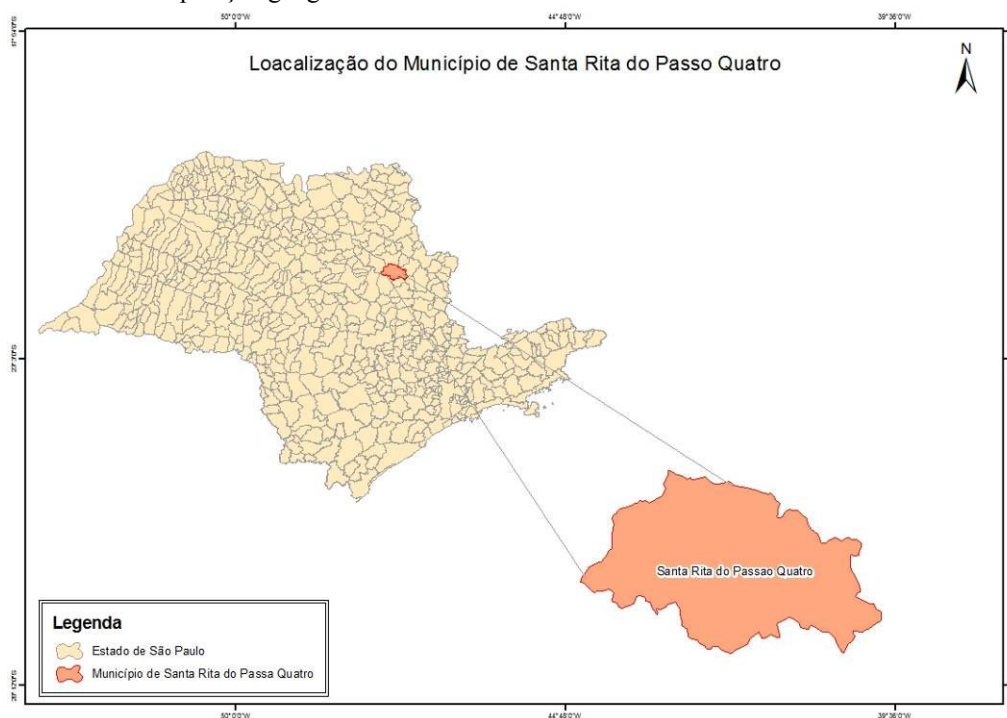 50°0'0"W 44°48'0"W 39°36'0"W
Loacalização do Município de Santa Rita do Passo Quatro
N
Santa Rita do Passao Quatro
Legenda
Estado de São Paulo
Município de Santa Rita do Passa Quatro
50°0'0"W 44°48'0"W 39°36'0"W